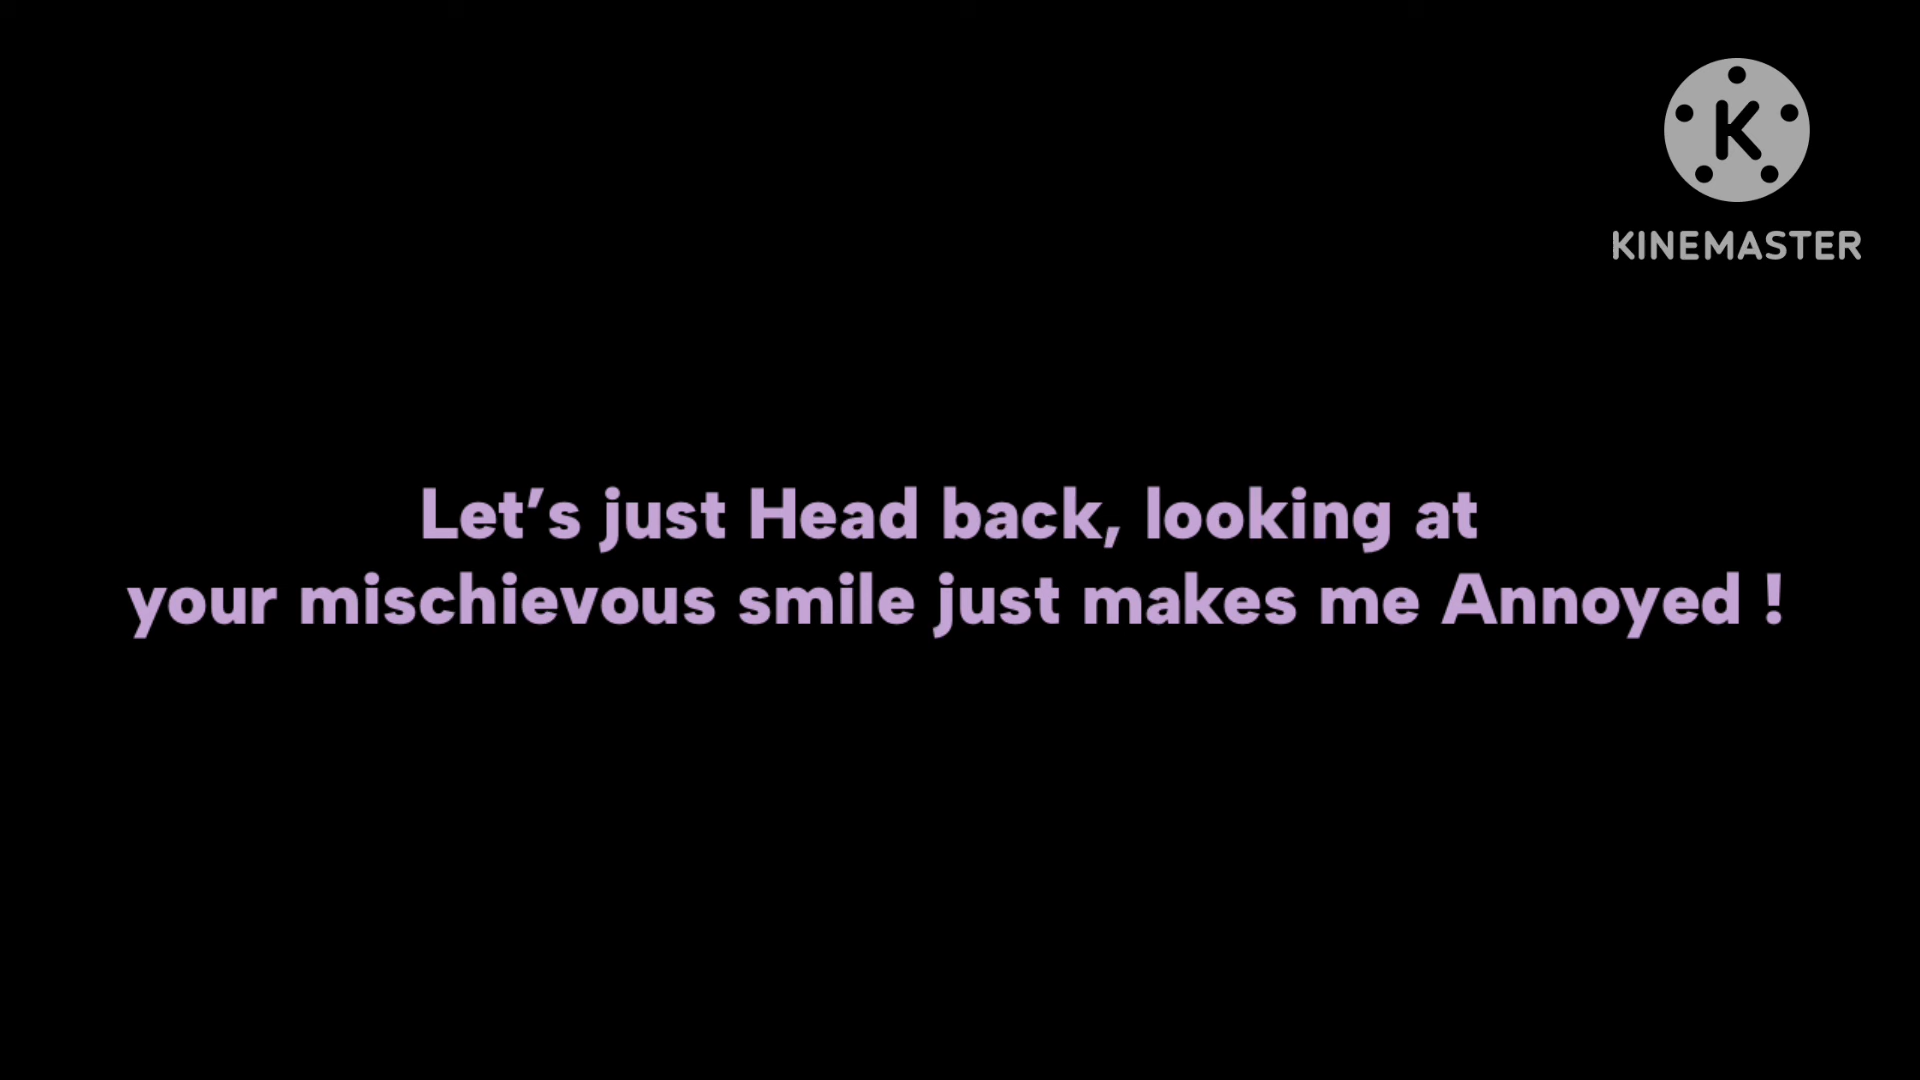 K
KINEMASTER
Let’s just Head back, looking at
your mischievous smile just makes me Annoyed !